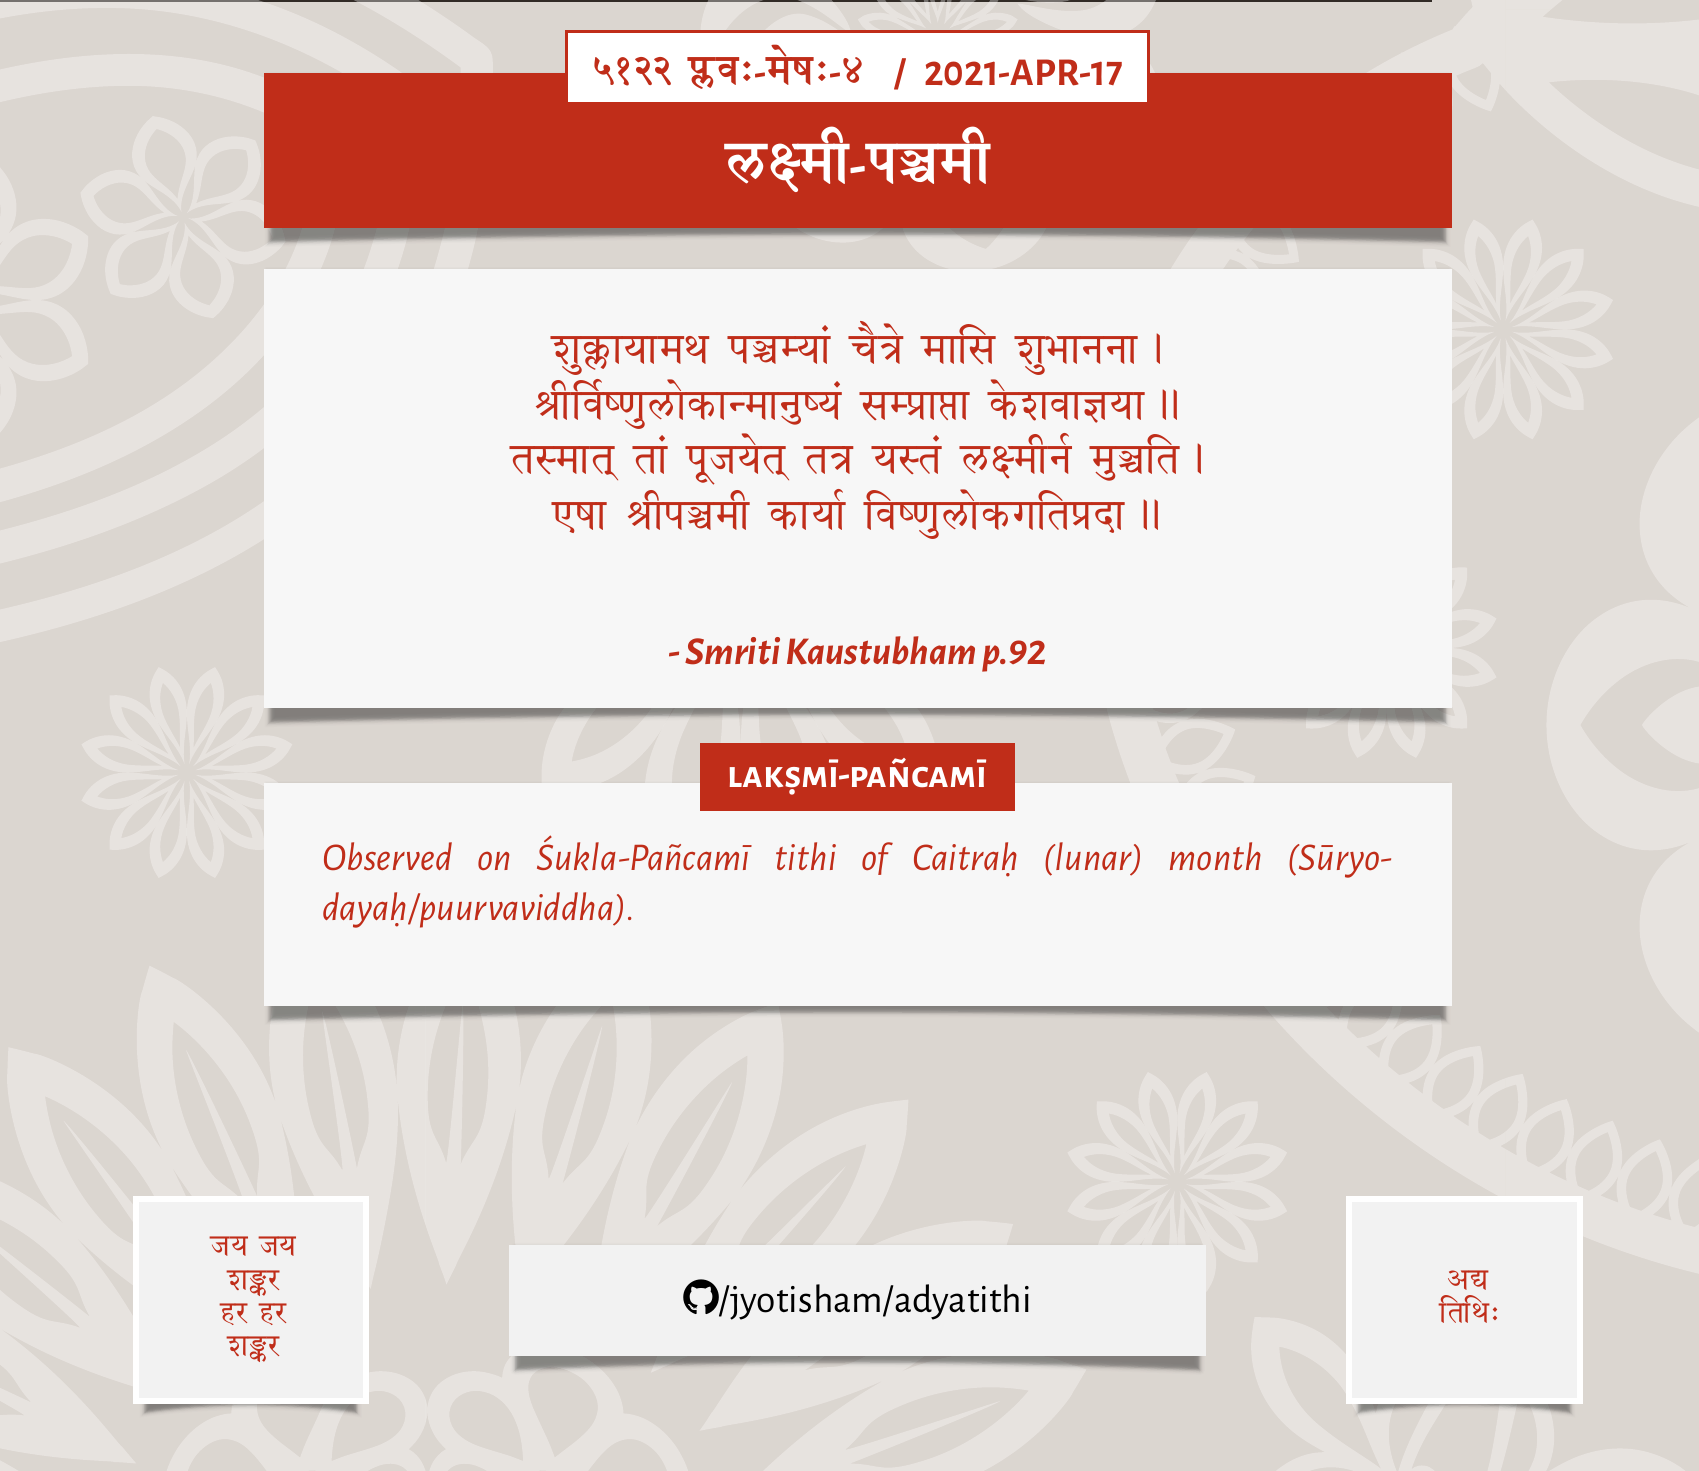 ५१२२ प्लवः-मेषः-४ / 2021-APR-17
लक्ष्मी-पञ्चमी
शुक्लायामथ पञ्चम्यां चैत्रे मासि शुभानना।
श्रीर्विष्णुलोकान्मानुष्यं सम्प्राप्ता केशवाज्ञया॥
तस्मात् तां पूजयेत् तत्र यस्तं लक्ष्मीर्न मुञ्चति।
एषा श्रीपञ्चमी कार्या विष्णुलोकगतिप्रदा॥
- Smriti Kaustubham p.92
LAKṢMĪ-PAÑCAMĪ
Observed on Śukla-Pañcamī tithi of Caitraḥ (lunar) month (Sūryo-
dayaḥ/puurvaviddha).
जय जय
शङ्कर
हर हर
शङ्कर
/jyotisham/adyatithi
अद्य
तिथिः